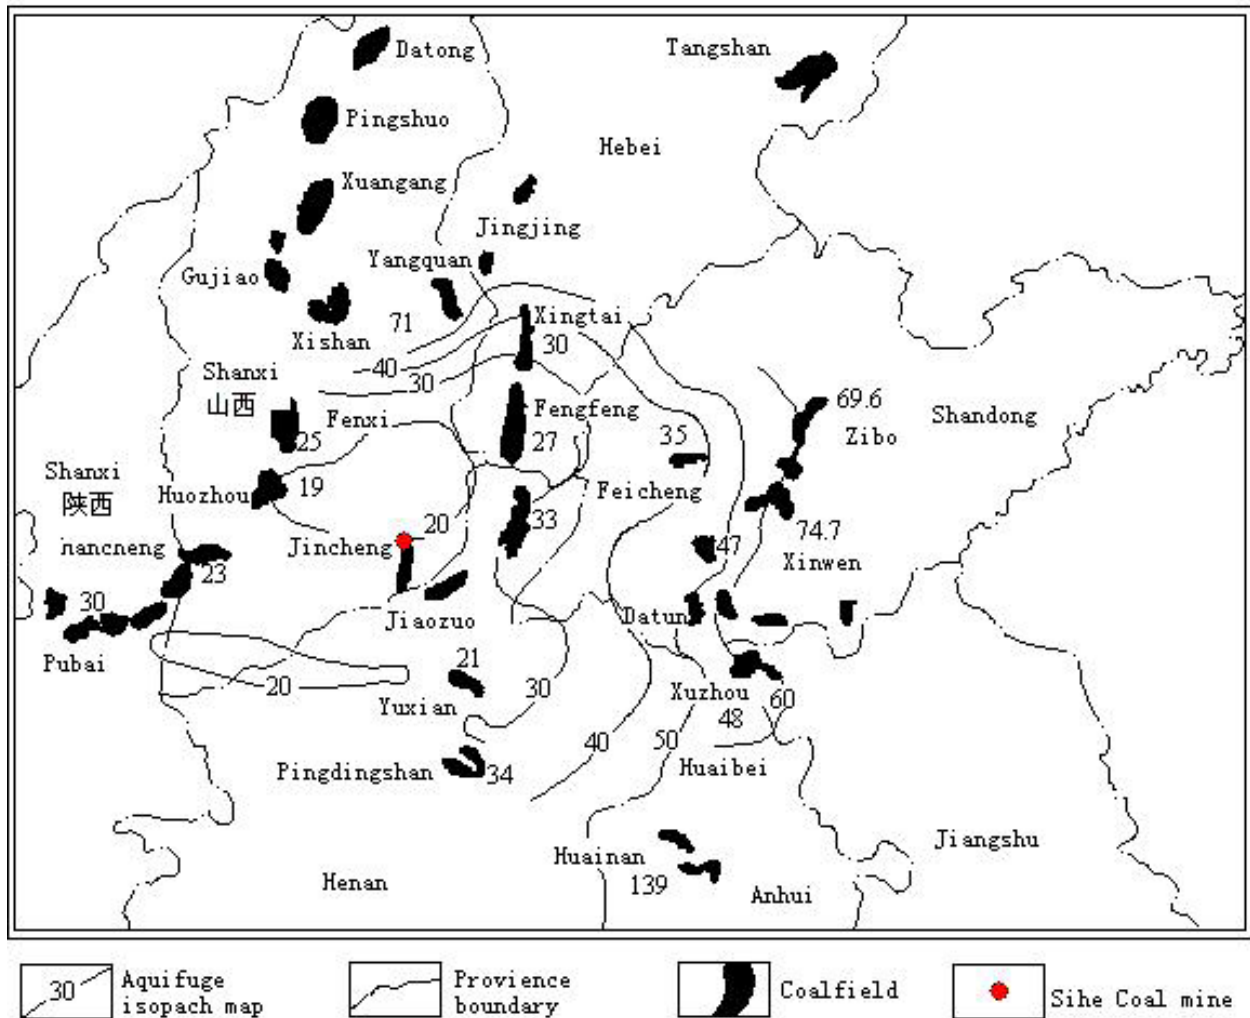 Datong
Tangshan
Pingshuo
Hebei
Xuangang
Jingjing
Yangquan
Gujiao
71
Xingtai
Xishan
30
40
Shanxi
30
山西
69.6
Fenxi
Fengfeng
Shandong
25
27
35
Zibo
Shanxi
陕西
Huozhou
19
Feicheng
20
33
74.7
Jincheng
47
Xinwen
nancneng
23
30
Jiaozuo
Datun
Pubai
21
20
30
Xuzhou
60
Yuxian
48
40
50
Pingdingshan
34
Huaibei
Jiangshu
Huainan
139
Henan
Anhui
30
Aquifuge
isopach map
Provience
boundary
Coalfield
Sihe Coal mine